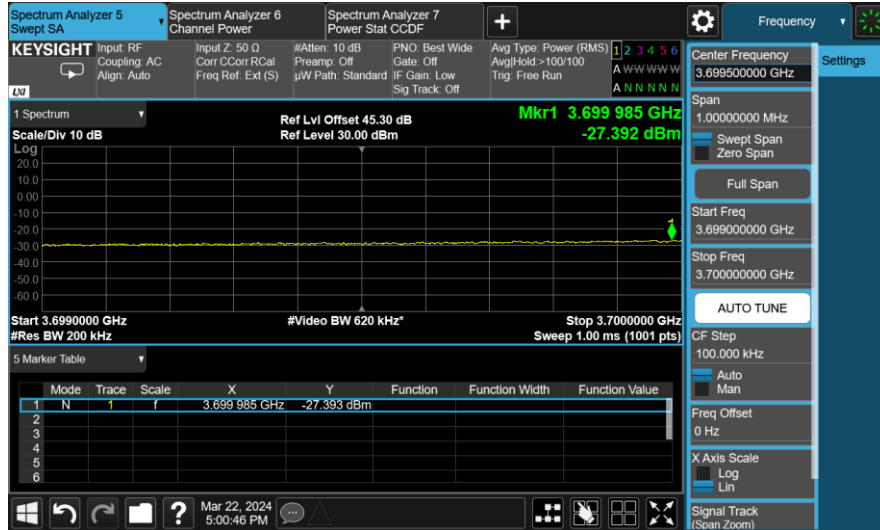 Spectrum Analyzer 5
Swept SA
Spectrum Analyzer 6
Channel Power
Spectrum Analyzer 7
Power Stat CCDF
Frequency
KEYSIGHT
LXI
Input: RF
Coupling: AC
Align: Auto
Input Z: 50 Ω
Corr CCorr RCal
Freq Ref: Ext (S)
#Atten: 10 dB
Preamp: Off
µW Path: Standard
PNO: Best Wide
Gate: Off
IF Gain: Low
Sig Track: Off
Avg Type: Power (RMS)
Avg|Hold:>100/100
Trig: Free Run
1 2 3 4 5 6
A W W W W W
A N N N N N
1 Spectrum
Scale/Div 10 dB
Ref Lvl Offset 45.30 dB
Ref Level 30.00 dBm
Mkr1 3.699 985 GHz
-27.392 dBm
Log
20.0
10.0
0.00
-10.0
-20.0
-30.0
-40.0
-50.0
-60.0
1
Start 3.6990000 GHz
#Res BW 200 kHz
#Video BW 620 kHz*
Stop 3.7000000 GHz
Sweep 1.00 ms (1001 pts)
5 Marker Table
Mode Trace Scale X Y Function Function Width Function Value
1 N 1 f 3.699 985 GHz -27.393 dBm
2
3
4
5
6
Mar 22, 2024
5:00:46 PM
Center Frequency
3.699500000 GHz
Settings
Span
1.00000000 MHz
Swept Span
Zero Span
Full Span
Start Freq
3.699000000 GHz
Stop Freq
3.700000000 GHz
AUTO TUNE
CF Step
100.000 kHz
Auto
Man
Freq Offset
0 Hz
X Axis Scale
Log
Lin
Signal Track
(Span Zoom)